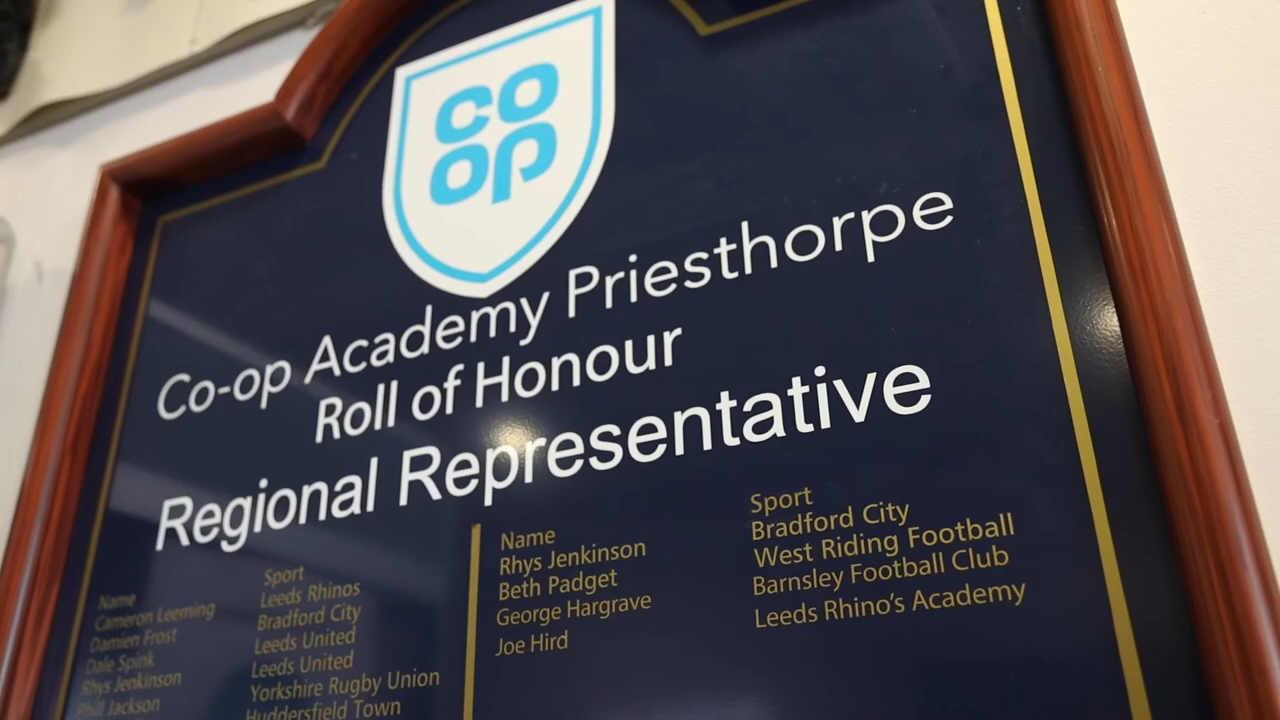 CO
OP
Co-op Academy Priesthorpe
Roll of Honour
Regional Representative
Name Sport
Cameron Leeming Leeds Rhinos
Damien Frost Bradford City
Dale Spink Leeds United
Rhys Jenkinson Leeds United
Phill Jackson Yorkshire Rugby Union
Huddersfield Town
Name Sport
Rhys Jenkinson Bradford City
Beth Padget West Riding Football
George Hargrave Barnsley Football Club
Joe Hird Leeds Rhino's Academy